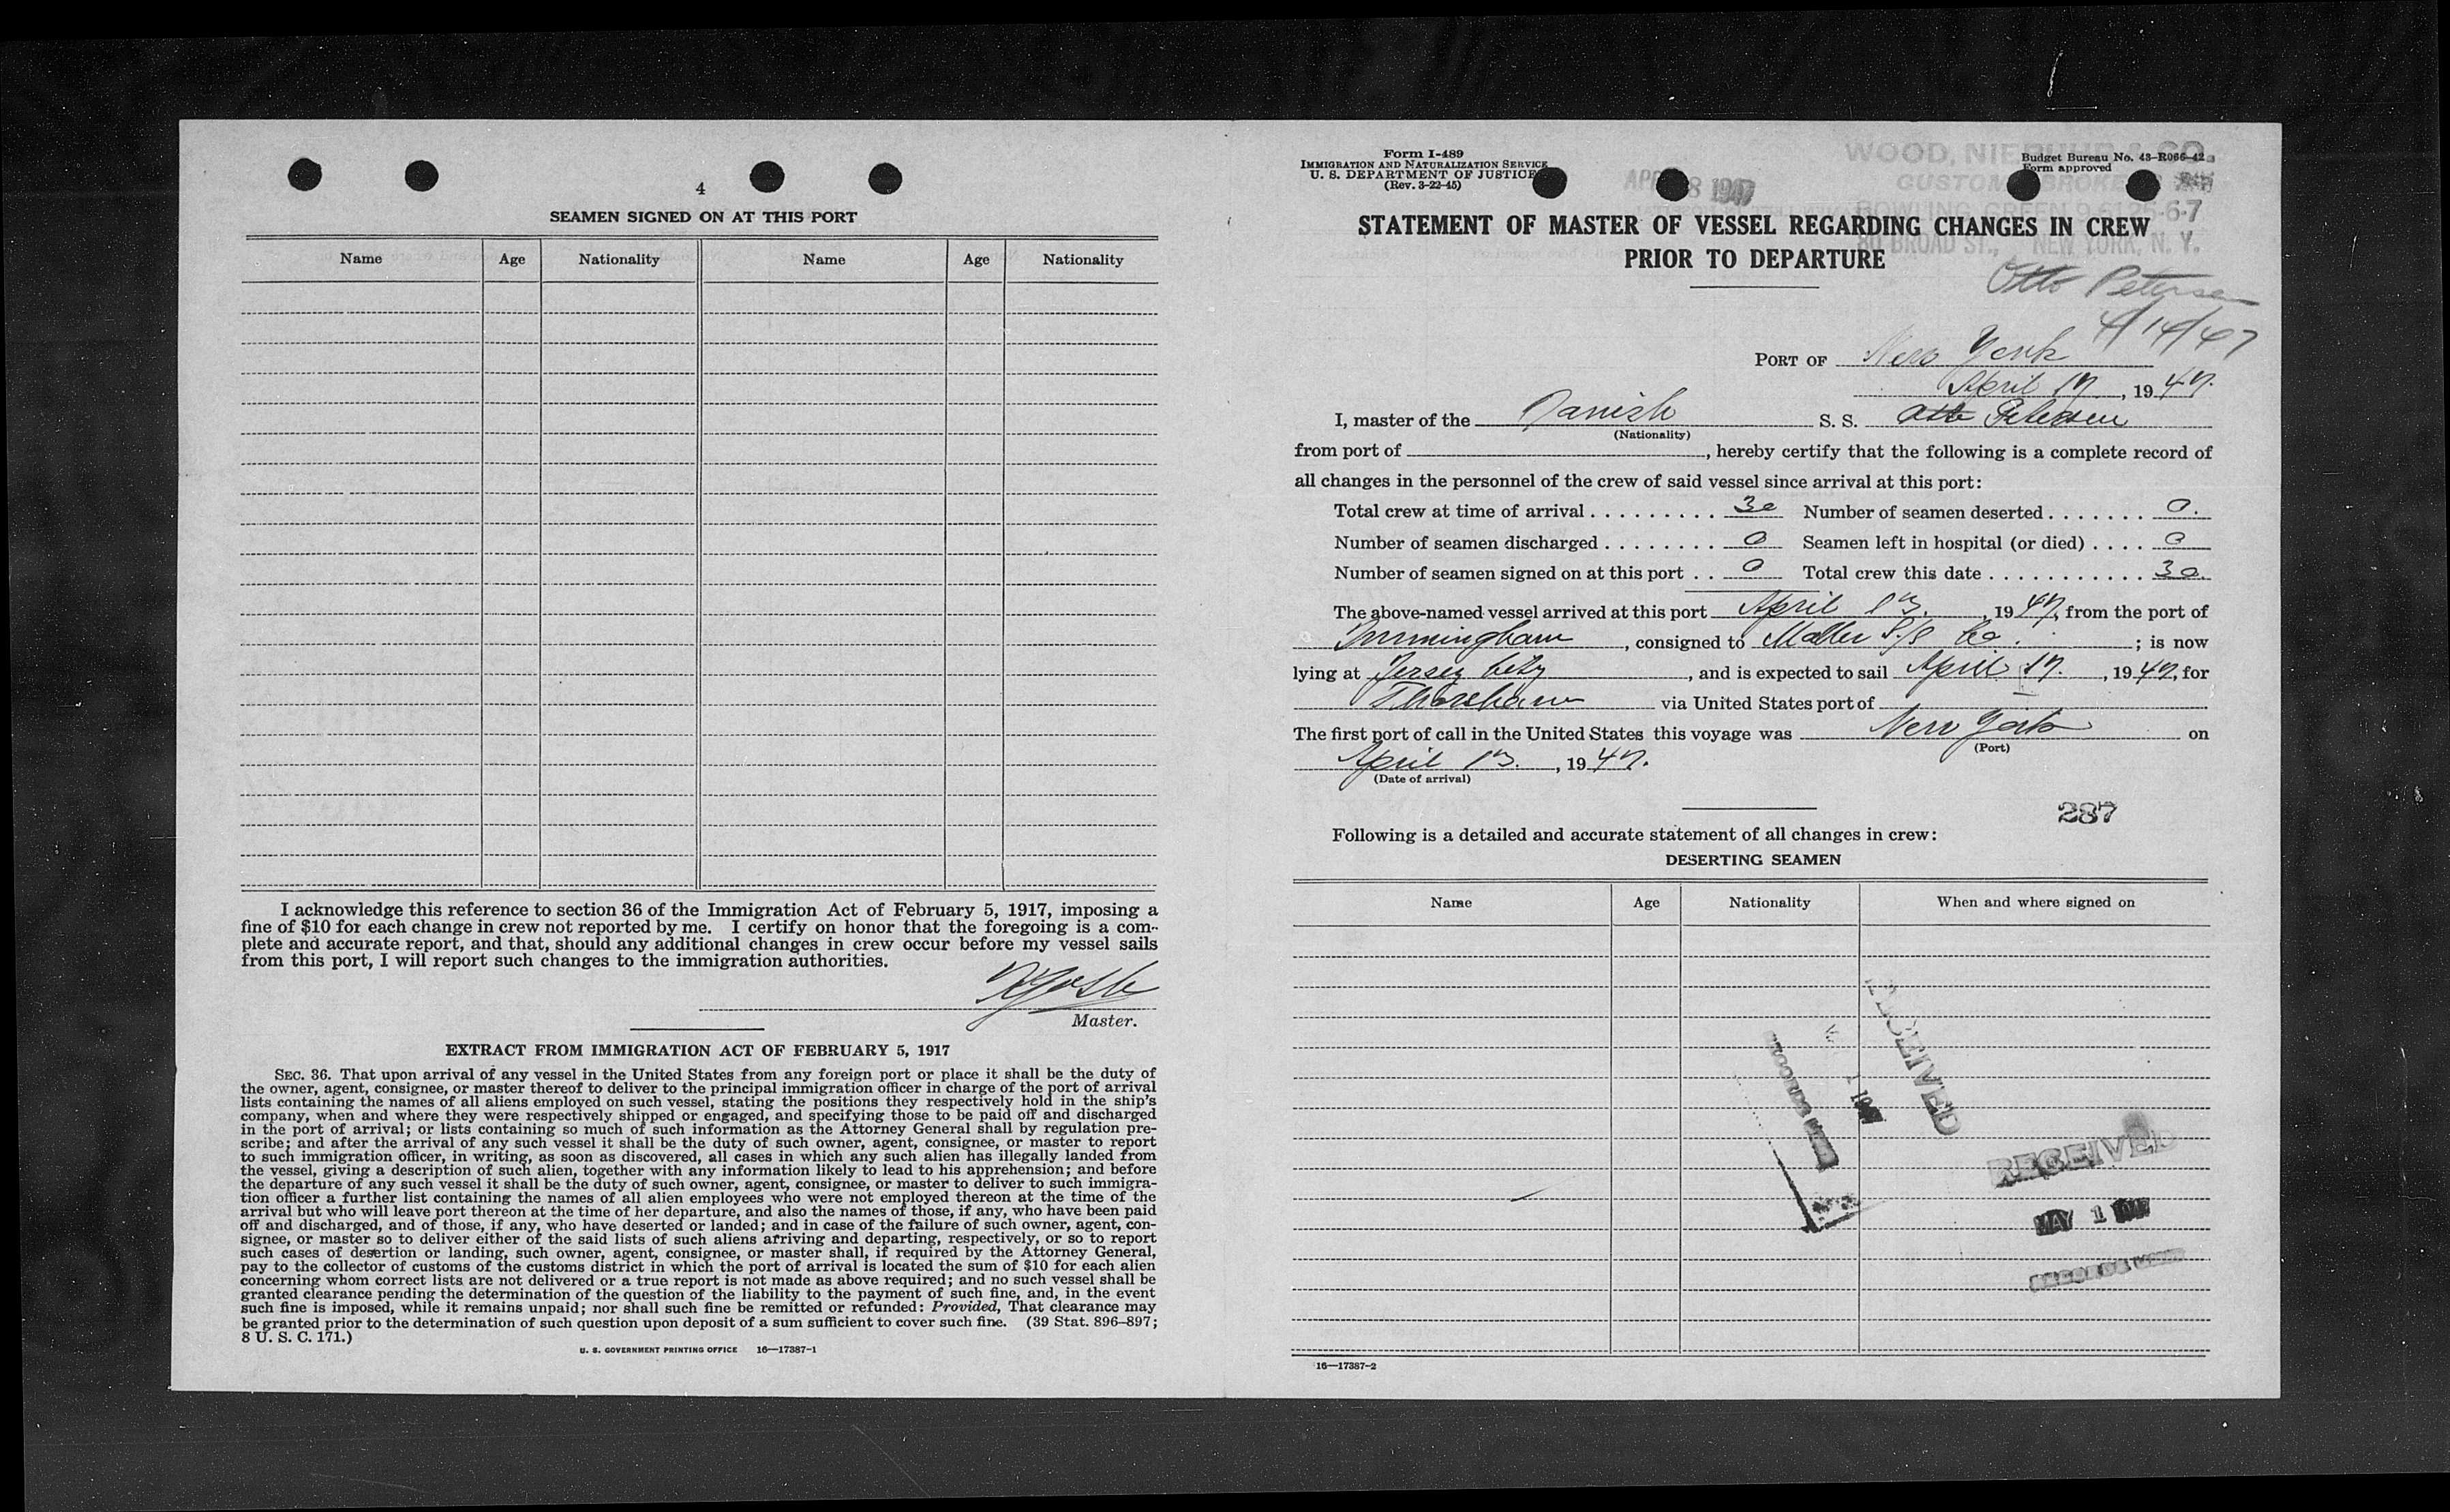 4
SEAMEN SIGNED ON AT THIS PORT
Name Age Nationality Name Age Nationality
I acknowledge this reference to section 36 of the Immigration Act of February 5, 1917, imposing a
fine of $10 for each change in crew not reported by me. I certify on honor that the foregoing is a com-
plete and accurate report, and that, should any additional changes in crew occur before my vessel sails
from this port, I will report such changes to the immigration authorities.
Master.
EXTRACT FROM IMMIGRATION ACT OF FEBRUARY 5, 1917
SEC. 36. That upon arrival of any vessel in the United States from any foreign port or place it shall be the duty of
the owner, agent, consignee, or master thereof to deliver to the principal immigration officer in charge of the port of arrival
lists containing the names of all aliens employed on such vessel, stating the positions they respectively hold in the ship's
company, when and where they were respectively shipped or engaged, and specifying those to be paid off and discharged
in the port of arrival; or lists containing so much of such information as the Attorney General shall by regulation pre-
scribe; and after the arrival of any such vessel it shall be the duty of such owner, agent, consignee, or master to report
to such immigration officer, in writing, as soon as discovered, all cases in which any such alien has illegally landed from
the vessel, giving a description of such alien, together with any information likely to lead to his apprehension; and before
the departure of any such vessel it shall be the duty of such owner, agent, consignee, or master to deliver to such immigra-
tion officer a further list containing the names of all alien employees who were not employed thereon at the time of the
arrival but who will leave port thereon at the time of her departure, and also the names of those, if any, who have been paid
off and discharged, and of those, if any, who have deserted or landed; and in case of the failure of such owner, agent, con-
signee, or master so to deliver either of the said lists of such aliens arriving and departing, respectively, or so to report
such cases of desertion or landing, such owner, agent, consignee, or master shall, if required by the Attorney General,
pay to the collector of customs of the customs district in which the port of arrival is located the sum of $10 for each alien
concerning whom correct lists are not delivered or a true report is not made as above required; and no such vessel shall be
granted clearance pending the determination of the question of the liability to the payment of such fine, and, in the event
such fine is imposed, while it remains unpaid; nor shall such fine be remitted or refunded: Provided, That clearance may
be granted prior to the determination of such question upon deposit of a sum sufficient to cover such fine. (39 Stat. 896–897;
8 U. S. C. 171.)
U. S. GOVERNMENT PRINTING OFFICE 16—17387-1
Form I-489
IMMIGRATION AND NATURALIZATION SERVICE
U. S. DEPARTMENT OF JUSTICE
(Rev. 3-22-45)
APR 8 1947
WOOD, NIEBUHR & CO.
CUSTOM BROKERS
BOWLING GREEN 9-6126-6-7
80 BROAD ST., NEW YORK, N. Y.
Budget Bureau No. 43-R066-42
Form approved
STATEMENT OF MASTER OF VESSEL REGARDING CHANGES IN CREW
PRIOR TO DEPARTURE
Otto Petersen
4/14/47
PORT OF New York
April 17, 1947.
I, master of the Danish S. S. Otto Petersen
(Nationality)
from port of , hereby certify that the following is a complete record of
all changes in the personnel of the crew of said vessel since arrival at this port:
Total crew at time of arrival 30 Number of seamen deserted 0.
Number of seamen discharged 0 Seamen left in hospital (or died) 0
Number of seamen signed on at this port 0 Total crew this date 30.
The above-named vessel arrived at this port April 13., 1947, from the port of
Immingham, consigned to Moller S/S Co. ; is now
lying at Jersey City, and is expected to sail April 17., 1947, for
Thorshavn via United States port of
The first port of call in the United States this voyage was New York on
(Port)
April 13., 1947.
(Date of arrival)
287
Following is a detailed and accurate statement of all changes in crew:
DESERTING SEAMEN
Name Age Nationality When and where signed on
RECEIVED
RECORDS
RECEIVED
MAY 1 1947
RECORDS
16—17387-2